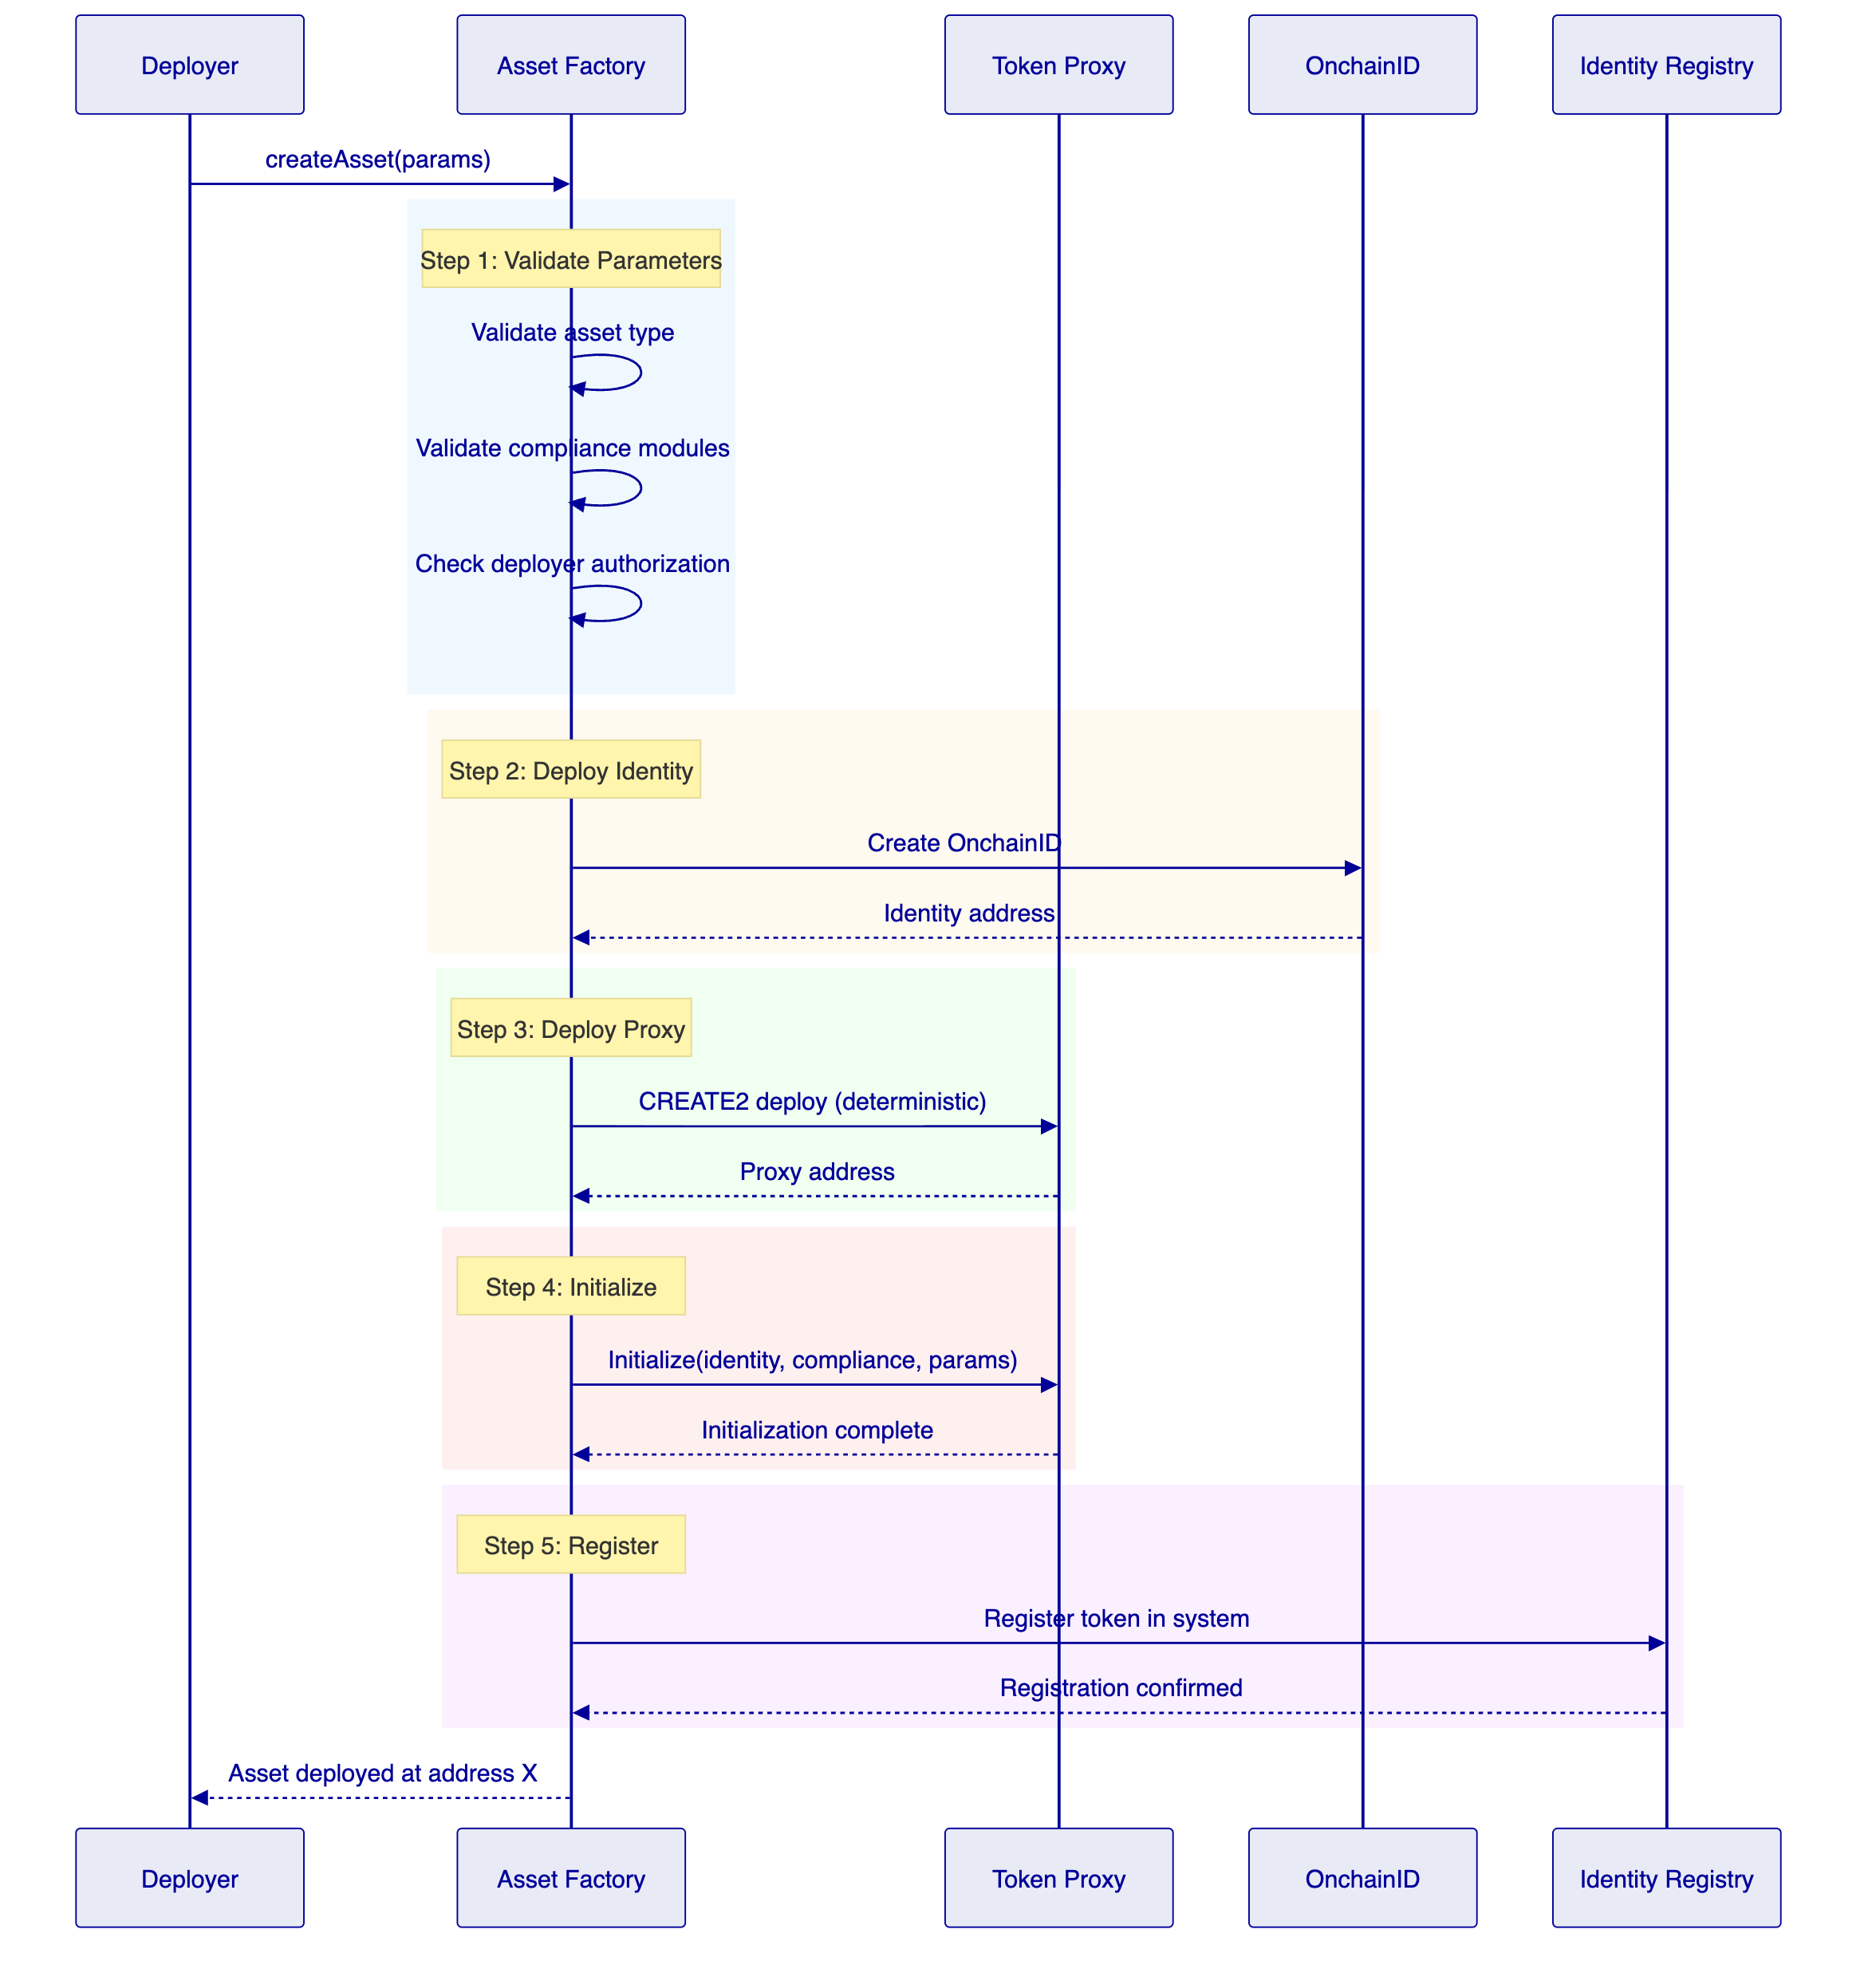 Deployer
Asset Factory
Token Proxy
OnchainID
Identity Registry
createAsset(params)
Step 1: Validate Parameters
Validate asset type
Validate compliance modules
Check deployer authorization
Step 2: Deploy Identity
Create OnchainID
Identity address
Step 3: Deploy Proxy
CREATE2 deploy (deterministic)
Proxy address
Step 4: Initialize
Initialize(identity, compliance, params)
Initialization complete
Step 5: Register
Register token in system
Registration confirmed
Asset deployed at address X
Deployer
Asset Factory
Token Proxy
OnchainID
Identity Registry